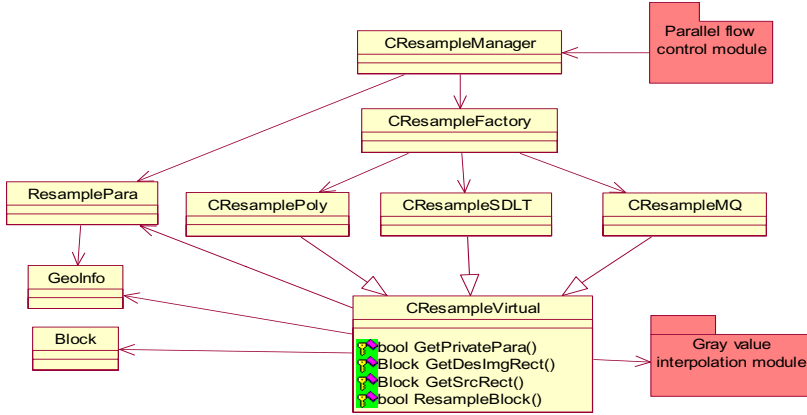 Parallel flow
control module
CResampleManager
CResampleFactory
ResamplePara
CResamplePoly
CResampleSDLT
CResampleMQ
GeoInfo
CResampleVirtual
Block
bool GetPrivatePara()
Block GetDesImgRect()
Block GetSrcRect()
bool ResampleBlock()
Gray value
interpolation module